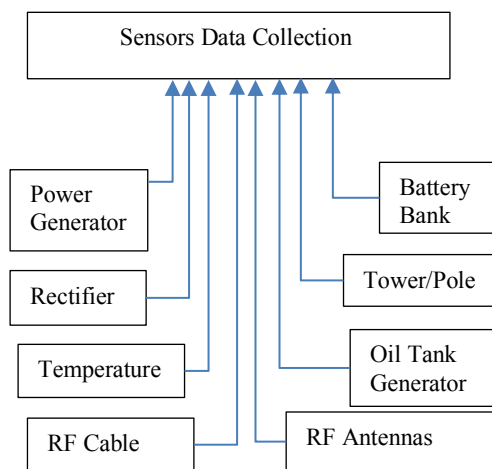 Sensors Data Collection
Power
Generator
Battery
Bank
Rectifier
Tower/Pole
Temperature
Oil Tank
Generator
RF Cable
RF Antennas